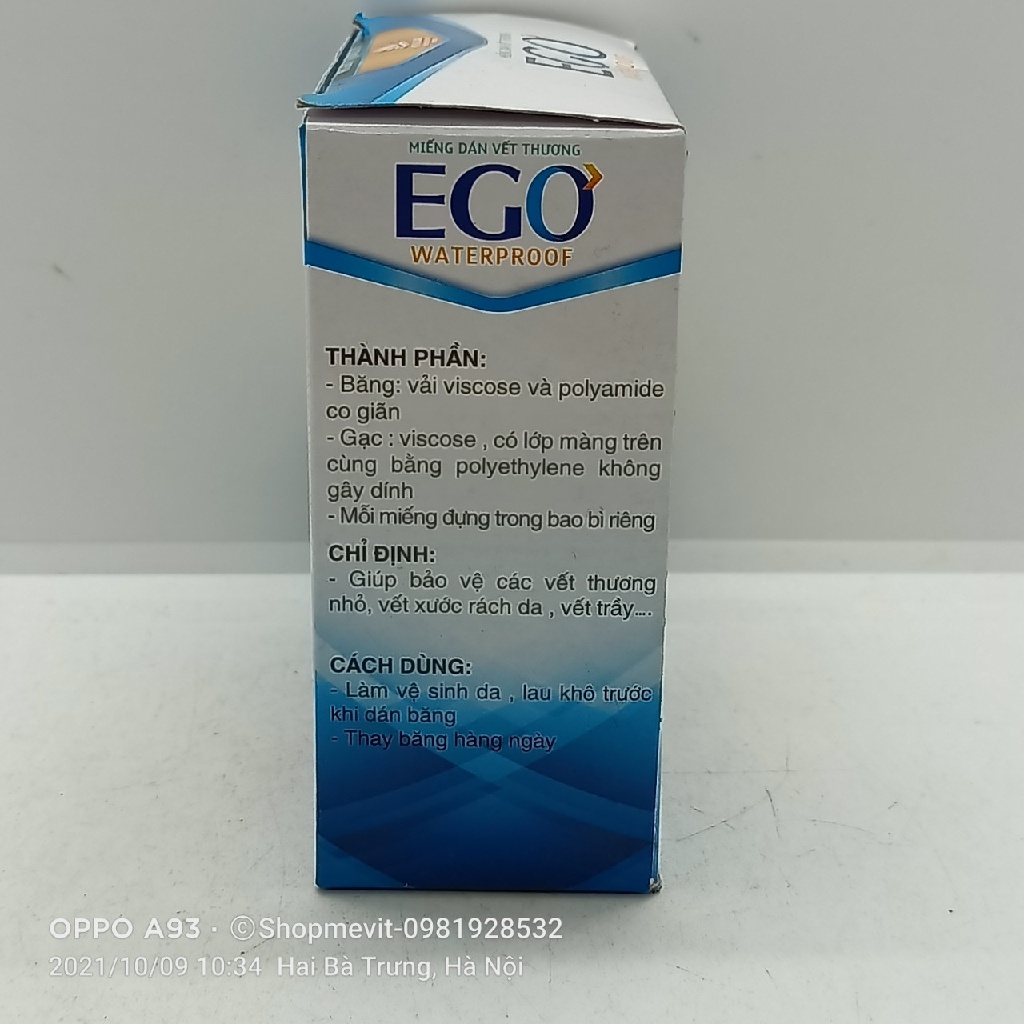 EGO
MIẾNG DÁN VẾT THƯƠNG
EGO
WATERPROOF
THÀNH PHẦN:
- Băng: vải viscose và polyamide
co giãn
- Gạc : viscose , có lớp màng trên
cùng bằng polyethylene không
gây dính
- Mỗi miếng đựng trong bao bì riêng
CHỈ ĐỊNH:
- Giúp bảo vệ các vết thương
nhỏ, vết xước rách da , vết trầy....
CÁCH DÙNG:
- Làm vệ sinh da , lau khô trước
khi dán băng
- Thay băng hàng ngày
OPPO A93 · ©Shopmevit-0981928532
2021/10/09 10:34 Hai Bà Trưng, Hà Nội